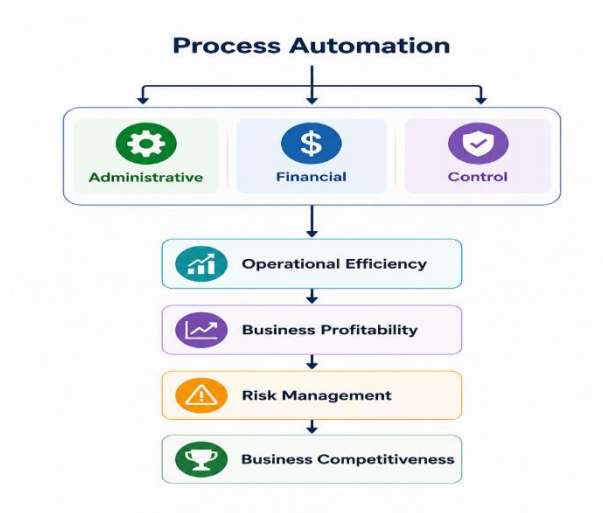 Process Automation
Administrative
Financial
Control
Operational Efficiency
Business Profitability
Risk Management
Business Competitiveness